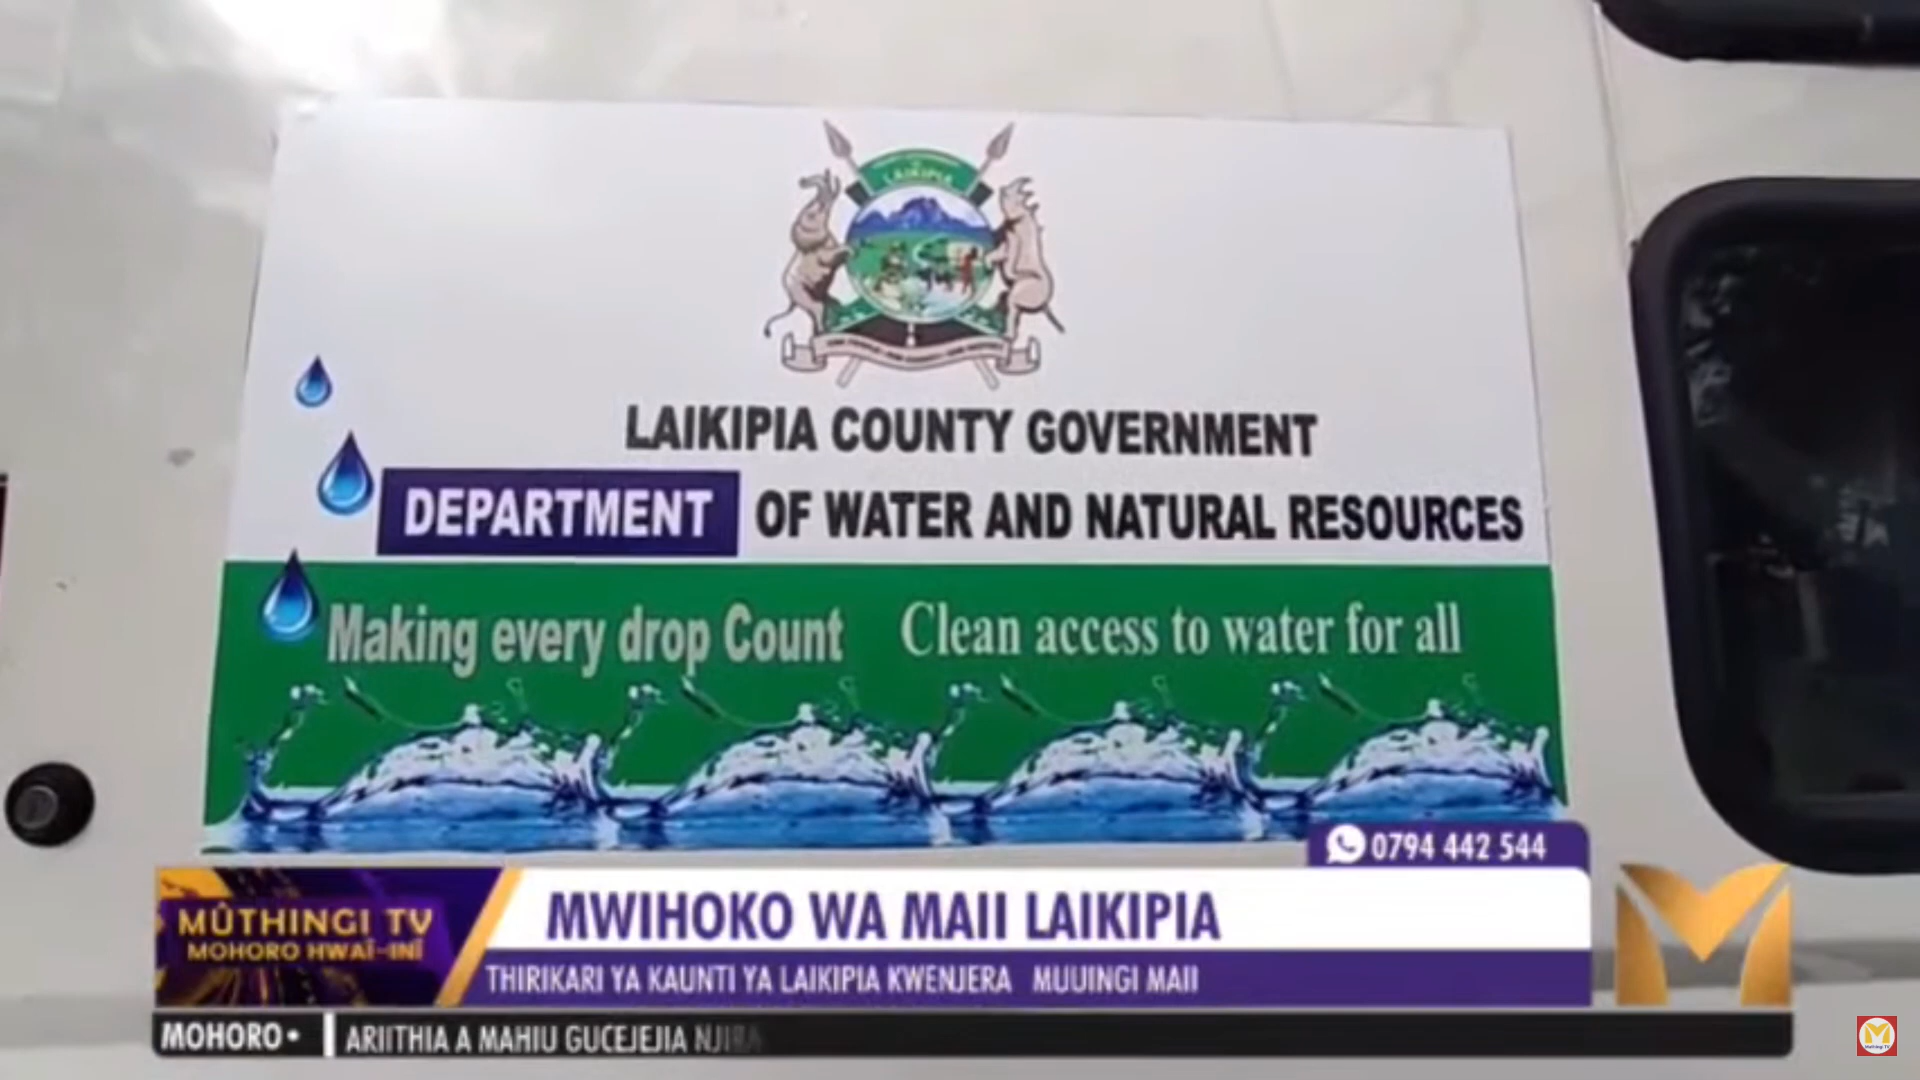 LAIKIPIA
LAIKIPIA COUNTY GOVERNMENT
DEPARTMENT OF WATER AND NATURAL RESOURCES
Making every drop Count Clean access to water for all
0794 442 544
MŨTHINGI TV
MOHORO HWAĨ-INĨ
MWIHOKO WA MAII LAIKIPIA
THIRIKARI YA KAUNTI YA LAIKIPIA KWENJERA MUUINGI MAII
MOHORO•
ARIITHIA A MAHIU GUCEJEJIA